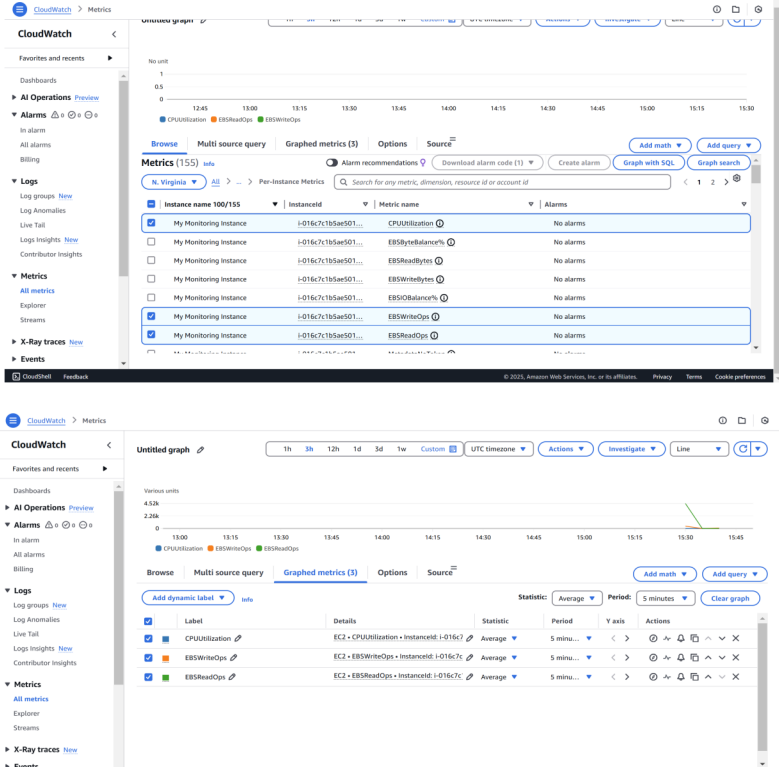 CloudWatch > Metrics
Untitled graph
1h 3h 12h 1d 3d 1w Custom UTC timezone Actions Investigate Line
CloudWatch
Favorites and recents
Dashboards
AI Operations Preview
Alarms 0 0 0
In alarm
All alarms
Billing
Logs
Log groups New
Log Anomalies
Live Tail
Logs Insights New
Contributor Insights
Metrics
All metrics
Explorer
Streams
X-Ray traces New
Events
No unit
1
0.5
0
12:45 13:00 13:15 13:30 13:45 14:00 14:15 14:30 14:45 15:00 15:15 15:30
CPUUtilization EBSReadOps EBSWriteOps
Browse Multi source query Graphed metrics (3) Options Source Add math Add query
Metrics (155) Info Alarm recommendations Download alarm code (1) Create alarm Graph with SQL Graph search
N. Virginia All > ... > Per-Instance Metrics Search for any metric, dimension, resource id or account id 1 2
Instance name 100/155 InstanceId Metric name Alarms
My Monitoring Instance i-016c7c1b5ae501... CPUUtilization No alarms
My Monitoring Instance i-016c7c1b5ae501... EBSByteBalance% No alarms
My Monitoring Instance i-016c7c1b5ae501... EBSReadBytes No alarms
My Monitoring Instance i-016c7c1b5ae501... EBSWriteBytes No alarms
My Monitoring Instance i-016c7c1b5ae501... EBSIOBalance% No alarms
My Monitoring Instance i-016c7c1b5ae501... EBSWriteOps No alarms
My Monitoring Instance i-016c7c1b5ae501... EBSReadOps No alarms
My Monitoring Instance i-016c7c1b5ae501... MetadataNoToken No alarms
CloudShell Feedback © 2025, Amazon Web Services, Inc. or its affiliates. Privacy Terms Cookie preferences
CloudWatch > Metrics
CloudWatch
Favorites and recents
Dashboards
AI Operations Preview
Alarms 0 0 0
In alarm
All alarms
Billing
Logs
Log groups New
Log Anomalies
Live Tail
Logs Insights New
Contributor Insights
Metrics
All metrics
Explorer
Streams
X-Ray traces New
Events
Untitled graph 1h 3h 12h 1d 3d 1w Custom UTC timezone Actions Investigate Line
Various units
4.52k
2.26k
0
13:00 13:15 13:30 13:45 14:00 14:15 14:30 14:45 15:00 15:15 15:30 15:45
CPUUtilization EBSWriteOps EBSReadOps
Browse Multi source query Graphed metrics (3) Options Source Add math Add query
Add dynamic label Info Statistic: Average Period: 5 minutes Clear graph
Label Details Statistic Period Y axis Actions
CPUUtilization EC2 • CPUUtilization • InstanceId: i-016c7 Average 5 minu...
EBSWriteOps EC2 • EBSWriteOps • InstanceId: i-016c7c Average 5 minu...
EBSReadOps EC2 • EBSReadOps • InstanceId: i-016c7c Average 5 minu...